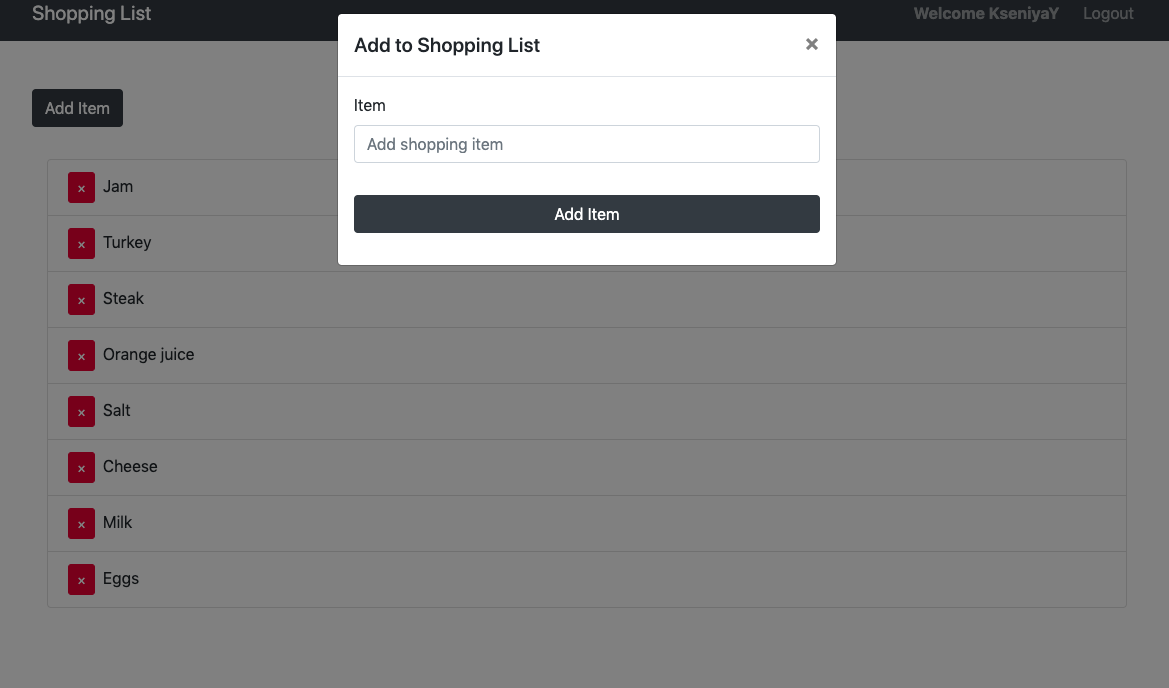 Shopping List
Welcome KseniyaY Logout
Add to Shopping List ×
Item
Add shopping item
Add Item
Add Item
× Jam
× Turkey
× Steak
× Orange juice
× Salt
× Cheese
× Milk
× Eggs